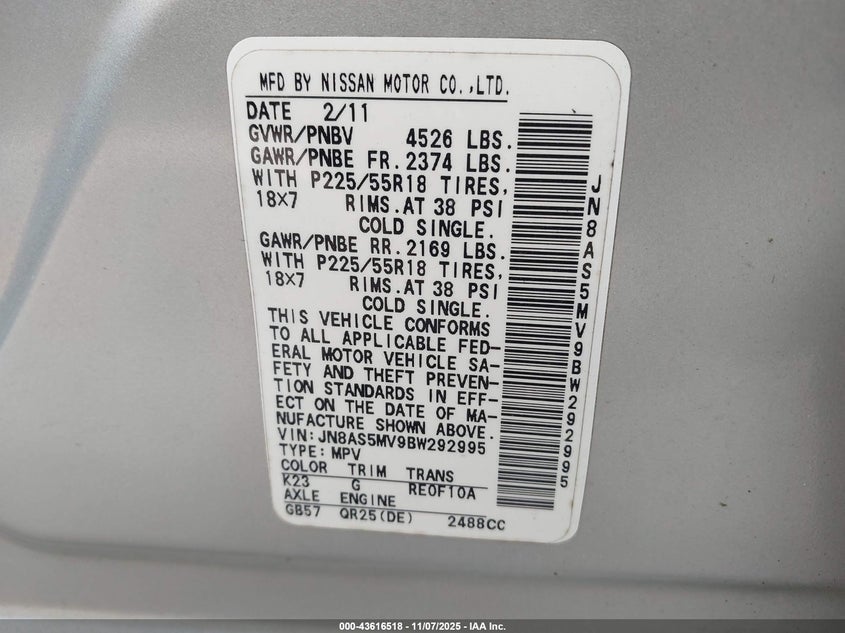 MFD BY NISSAN MOTOR CO.,LTD.
DATE 2/11
GVWR/PNBV 4526 LBS.
GAWR/PNBE FR.2374 LBS.
WITH P225/55R18 TIRES,
18×7 RIMS.AT 38 PSI
COLD SINGLE.
GAWR/PNBE RR.2169 LBS.
WITH P225/55R18 TIRES,
18×7 RIMS.AT 38 PSI
COLD SINGLE.
THIS VEHICLE CONFORMS
TO ALL APPLICABLE FED-
ERAL MOTOR VEHICLE SA-
FETY AND THEFT PREVEN-
TION STANDARDS IN EFF-
ECT ON THE DATE OF MA-
NUFACTURE SHOWN ABOVE.
VIN:JN8AS5MV9BW292995
TYPE:MPV
COLOR TRIM TRANS
K23 G RE0F10A
AXLE ENGINE
GB57 QR25(DE) 2488CC
JN8AS5MV9BW292995
000-43616518 - 11/07/2025 - IAA Inc.